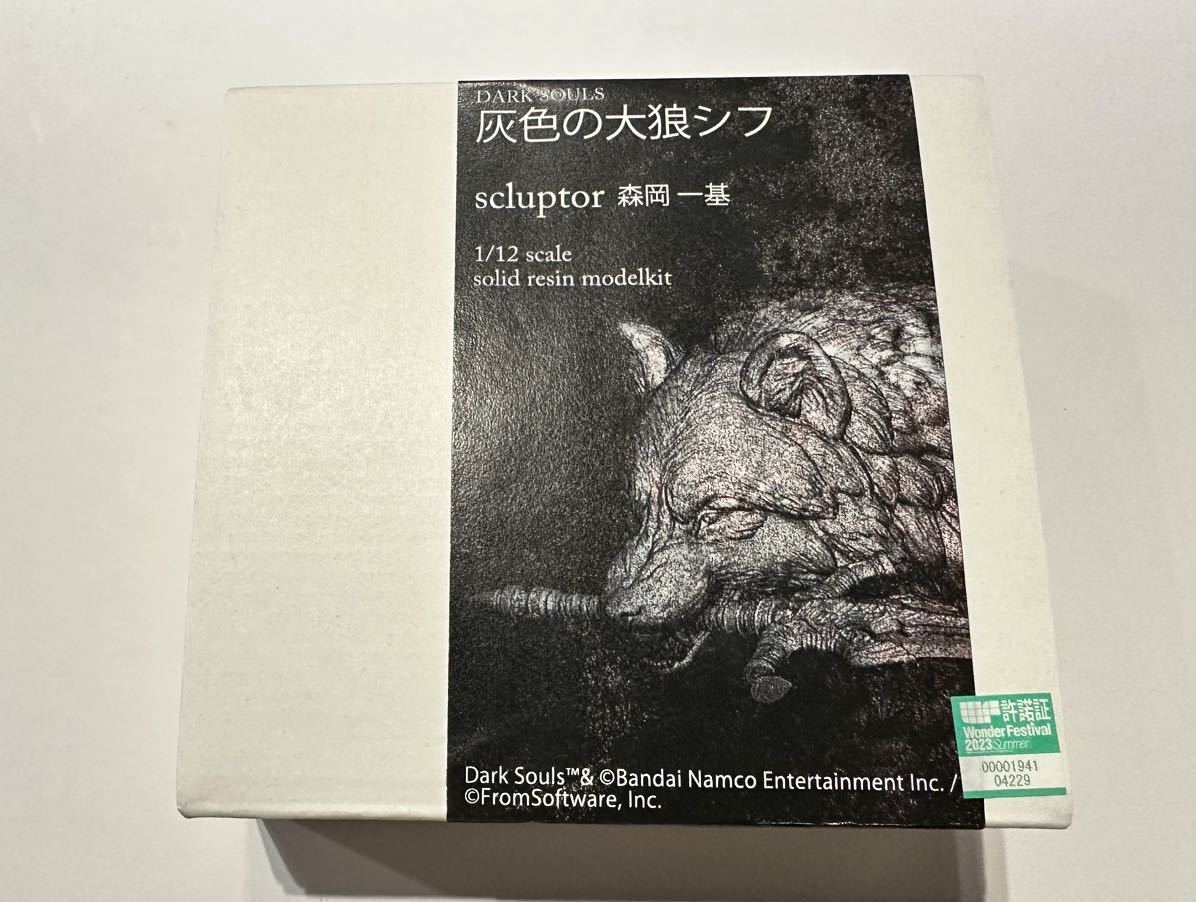 DARK SOULS
灰色の大狼シフ
scluptor 森岡 一基
1/12 scale
solid resin modelkit
Dark Souls™& ©Bandai Namco Entertainment Inc. /
©FromSoftware, Inc.
WF 許諾証
Wonder Festival
2023 Summer
00001941
04229